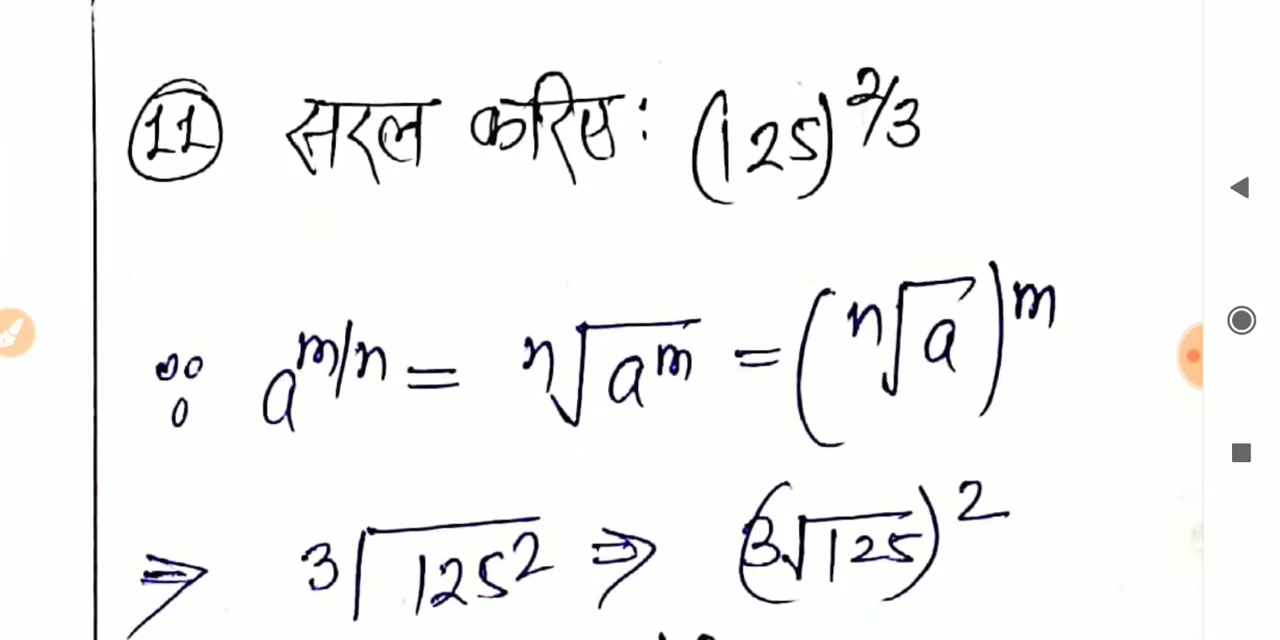 11 सरल करिए: (125)^2/3
∵ a^m/n = ⁿ√a^m = (ⁿ√a)^m
⇒ ³√125² ⇒ (³√125)²